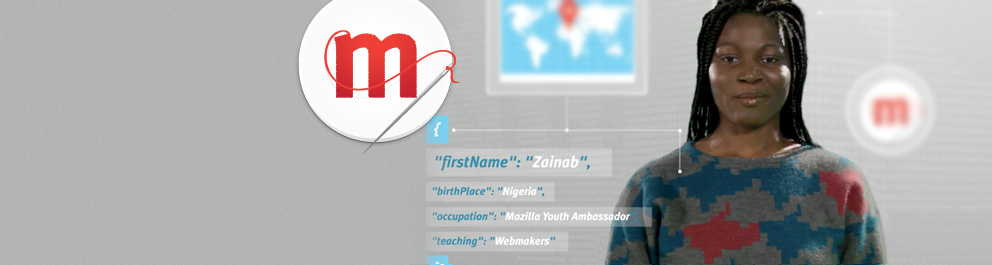 m
m
{
"firstName": "Zainab",
"birthPlace": "Nigeria",
"occupation": "Mozilla Youth Ambassador
"teaching": "Webmakers"